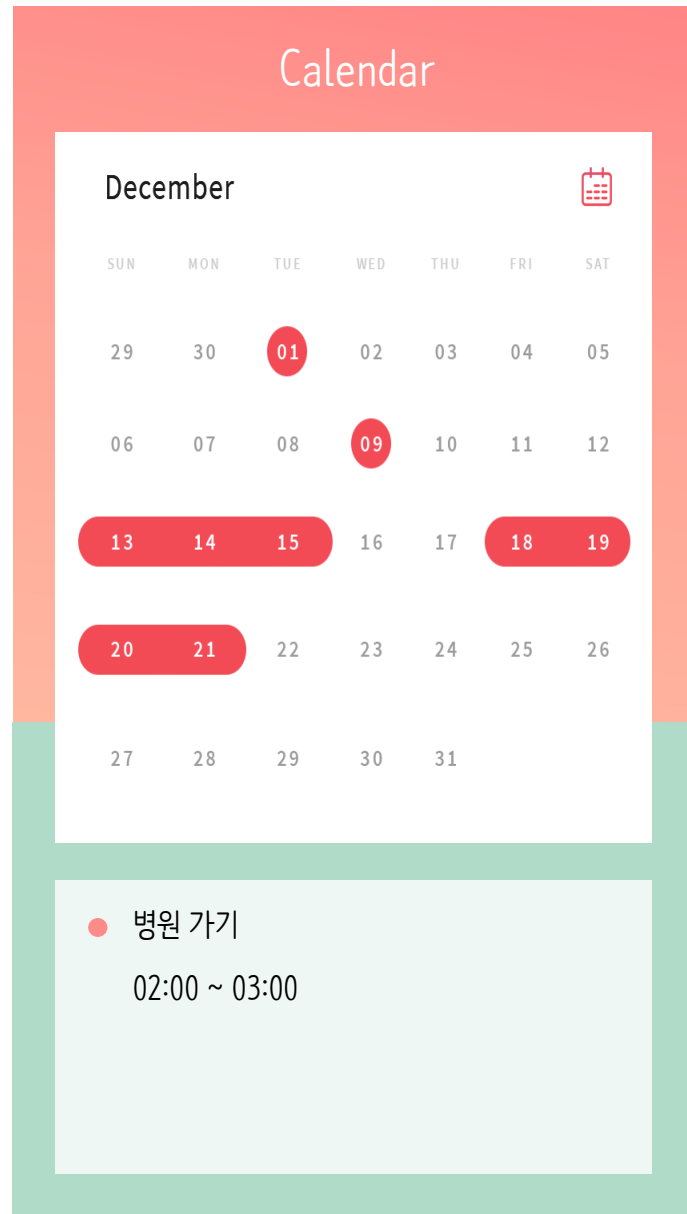 Calendar
December
SUN MON TUE WED THU FRI SAT
29 30 01 02 03 04 05
06 07 08 09 10 11 12
13 14 15 16 17 18 19
20 21 22 23 24 25 26
27 28 29 30 31
병원 가기
02:00 ~ 03:00